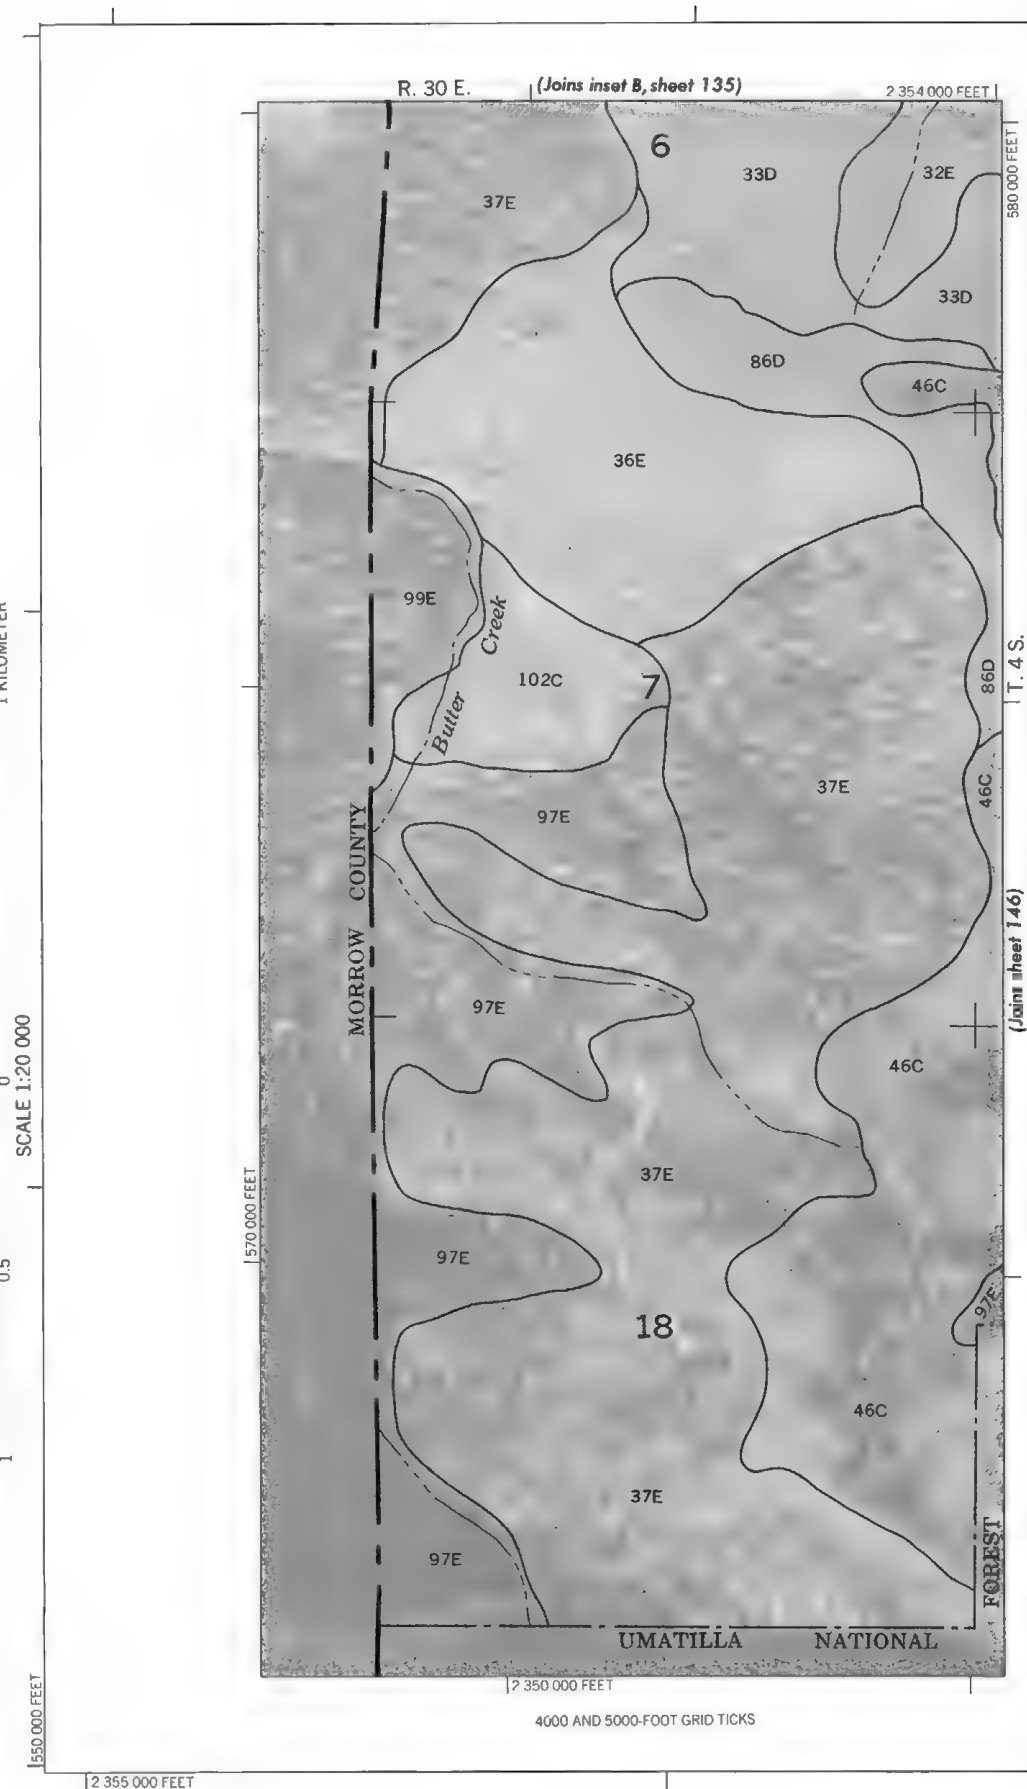 R. 30 E.
(Joins inset B, sheet 135)
2 354 000 FEET
580 000 FEET
6
33D
32E
37E
33D
86D
46C
36E
99E
Butter Creek
102C
7
86D
T. 4 S.
37E
46C
97E
MORROW COUNTY
(Joins sheet 146)
97E
46C
1 KILOMETER
0
SCALE 1:20 000
0.5
1
37E
570 000 FEET
97E
97E
18
46C
37E
97E
FOREST
UMATILLA NATIONAL
550 000 FEET
2 350 000 FEET
4000 AND 5000-FOOT GRID TICKS
2 355 000 FEET